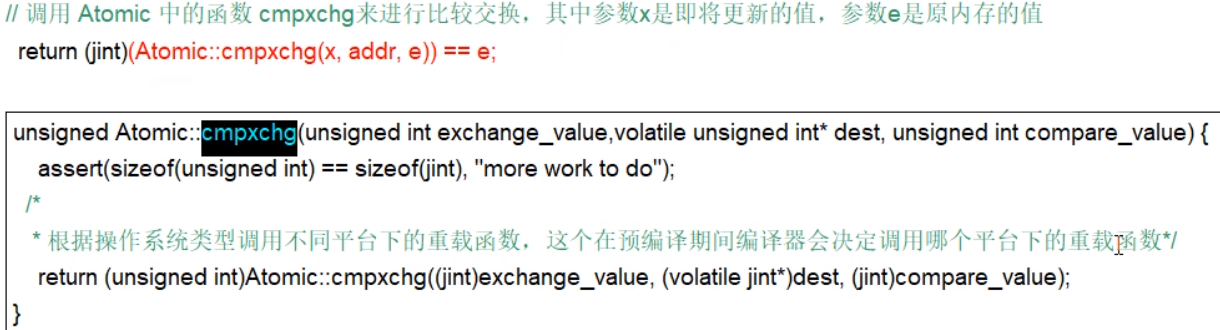 // 调用 Atomic 中的函数 cmpxchg来进行比较交换，其中参数x是即将更新的值，参数e是原内存的值
return (jint)(Atomic::cmpxchg(x, addr, e)) == e;
unsigned Atomic::cmpxchg(unsigned int exchange_value,volatile unsigned int* dest, unsigned int compare_value) {
assert(sizeof(unsigned int) == sizeof(jint), "more work to do");
/*
* 根据操作系统类型调用不同平台下的重载函数，这个在预编译期间编译器会决定调用哪个平台下的重载函数*/
return (unsigned int)Atomic::cmpxchg((jint)exchange_value, (volatile jint*)dest, (jint)compare_value);
}